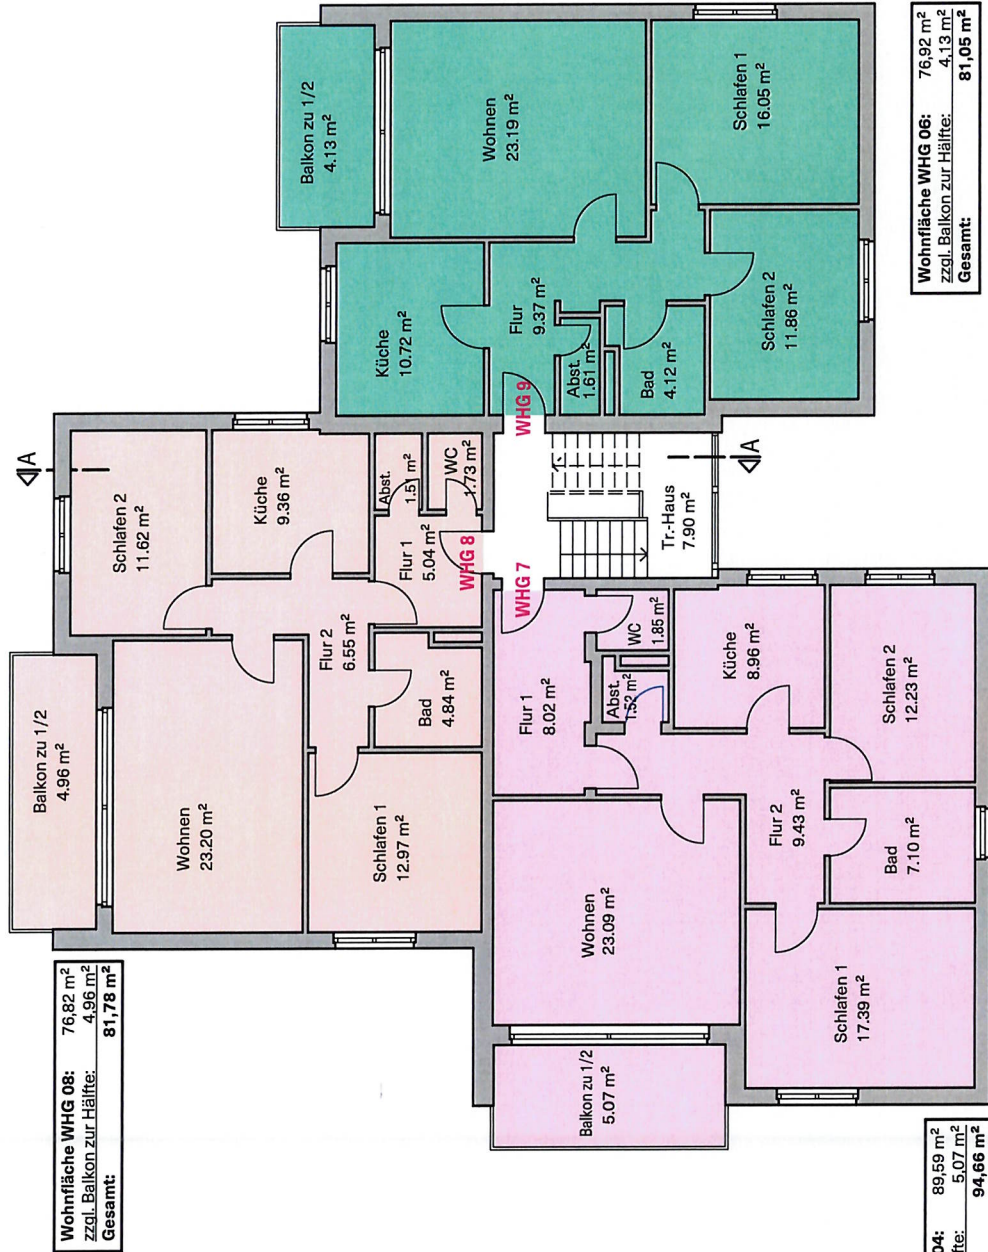 Wohnfläche WHG 08: 76,82 m²
zzgl. Balkon zur Hälfte: 4,96 m²
Gesamt: 81,78 m²
Balkon zu 1/2
4.96 m²
Wohnen
23.20 m²
Schlafen 2
11.62 m²
A
Küche
9.36 m²
Abst.
1.51 m²
WC
1.73 m²
Flur 1
5.04 m²
WHG 8
Flur 2
6.55 m²
Bad
4.84 m²
Schlafen 1
12.97 m²
Balkon zu 1/2
4.13 m²
Wohnen
23.19 m²
Schlafen 1
16.05 m²
Küche
10.72 m²
Flur
9.37 m²
Abst.
1.61 m²
Bad
4.12 m²
Schlafen 2
11.86 m²
WHG 9
Wohnfläche WHG 06: 76,92 m²
zzgl. Balkon zur Hälfte: 4,13 m²
Gesamt: 81,05 m²
Tr.-Haus
7.90 m²
A
WHG 7
Flur 1
8.02 m²
WC
1.85 m²
Abst.
1.52 m²
Küche
8.96 m²
Schlafen 2
12.23 m²
Flur 2
9.43 m²
Bad
7.10 m²
Wohnen
23.09 m²
Schlafen 1
17.39 m²
Balkon zu 1/2
5.07 m²
04: 89,59 m²
fte: 5,07 m²
94,66 m²